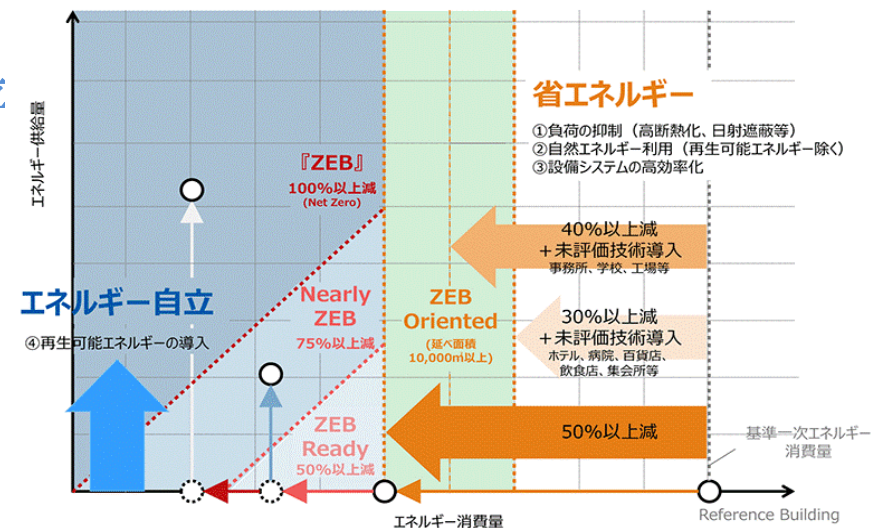 エネルギー供給量
省エネルギー
①負荷の抑制（高断熱化、日射遮蔽等）
②自然エネルギー利用（再生可能エネルギー除く）
③設備システムの高効率化
『ZEB』
100%以上減
(Net Zero)
40%以上減
＋未評価技術導入
事務所、学校、工場等
エネルギー自立
④再生可能エネルギーの導入
Nearly
ZEB
75%以上減
ZEB
Oriented
(延べ面積
10,000㎡以上)
30%以上減
＋未評価技術導入
ホテル、病院、百貨店、
飲食店、集会所等
ZEB
Ready
50%以上減
50%以上減
基準一次エネルギー
消費量
エネルギー消費量
Reference Building